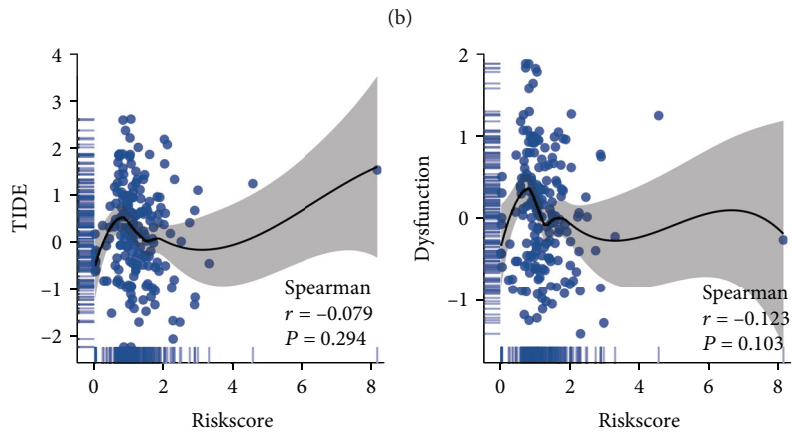 (b)
4
3
2
1
0
−1
−2
TIDE
Spearman
r = –0.079
P = 0.294
0 2 4 6 8
Riskscore
2
1
0
−1
Dysfunction
Spearman
r = –0.123
P = 0.103
0 2 4 6 8
Riskscore